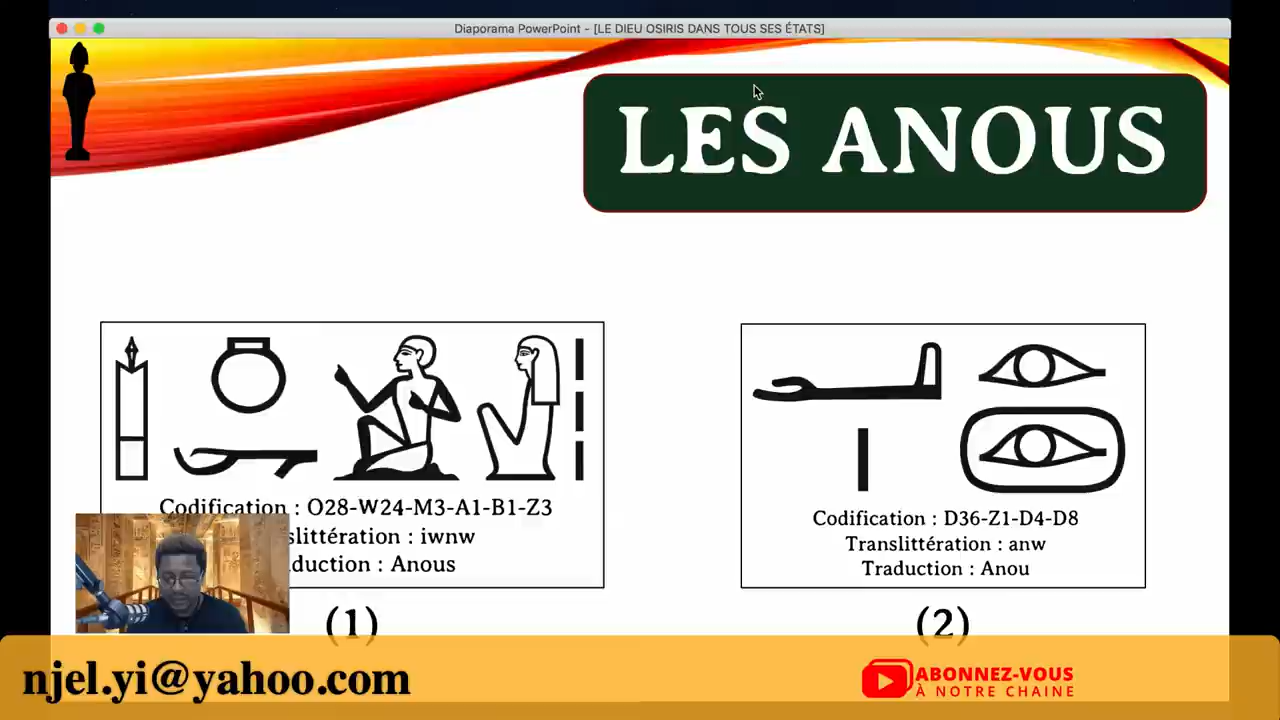 Diaporama PowerPoint - [LE DIEU OSIRIS DANS TOUS SES ÉTATS]
LES ANOUS
Codification : O28-W24-M3-A1-B1-Z3
slittération : iwnw
duction : Anous
(1)
Codification : D36-Z1-D4-D8
Translittération : anw
Traduction : Anou
(2)
njel.yi@yahoo.com
ABONNEZ-VOUS
À NOTRE CHAINE